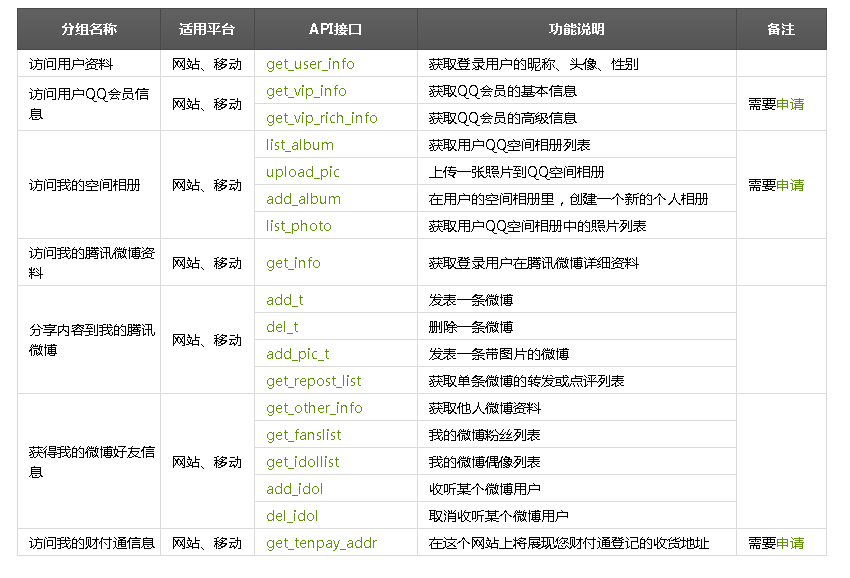 分组名称 适用平台 API接口 功能说明 备注
访问用户资料 网站、移动 get_user_info 获取登录用户的昵称、头像、性别
访问用户QQ会员信
息
网站、移动
get_vip_info 获取QQ会员的基本信息
get_vip_rich_info 获取QQ会员的高级信息
需要申请
访问我的空间相册
网站、移动
list_album 获取用户QQ空间相册列表
upload_pic 上传一张照片到QQ空间相册
add_album 在用户的空间相册里，创建一个新的个人相册
list_photo 获取用户QQ空间相册中的照片列表
需要申请
访问我的腾讯微博资
料
网站、移动
get_info 获取登录用户在腾讯微博详细资料
分享内容到我的腾讯
微博
网站、移动
add_t 发表一条微博
del_t 删除一条微博
add_pic_t 发表一条带图片的微博
get_repost_list 获取单条微博的转发或点评列表
获得我的微博好友信
息
网站、移动
get_other_info 获取他人微博资料
get_fanslist 我的微博粉丝列表
get_idollist 我的微博偶像列表
add_idol 收听某个微博用户
del_idol 取消收听某个微博用户
访问我的财付通信息 网站、移动 get_tenpay_addr 在这个网站上将展现您财付通登记的收货地址 需要申请